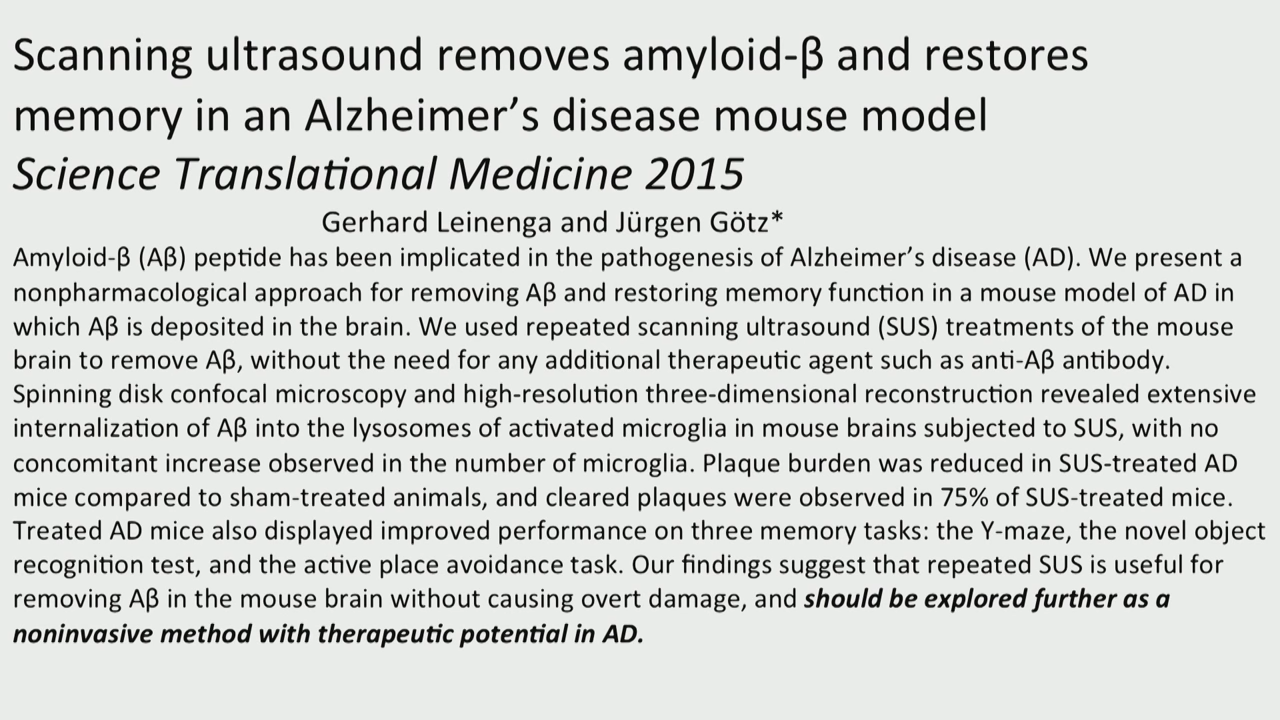 Scanning ultrasound removes amyloid-β and restores
memory in an Alzheimer’s disease mouse model
Science Translational Medicine 2015
Gerhard Leinenga and Jürgen Götz*
Amyloid-β (Aβ) peptide has been implicated in the pathogenesis of Alzheimer’s disease (AD). We present a
nonpharmacological approach for removing Aβ and restoring memory function in a mouse model of AD in
which Aβ is deposited in the brain. We used repeated scanning ultrasound (SUS) treatments of the mouse
brain to remove Aβ, without the need for any additional therapeutic agent such as anti-Aβ antibody.
Spinning disk confocal microscopy and high-resolution three-dimensional reconstruction revealed extensive
internalization of Aβ into the lysosomes of activated microglia in mouse brains subjected to SUS, with no
concomitant increase observed in the number of microglia. Plaque burden was reduced in SUS-treated AD
mice compared to sham-treated animals, and cleared plaques were observed in 75% of SUS-treated mice.
Treated AD mice also displayed improved performance on three memory tasks: the Y-maze, the novel object
recognition test, and the active place avoidance task. Our findings suggest that repeated SUS is useful for
removing Aβ in the mouse brain without causing overt damage, and should be explored further as a
noninvasive method with therapeutic potential in AD.